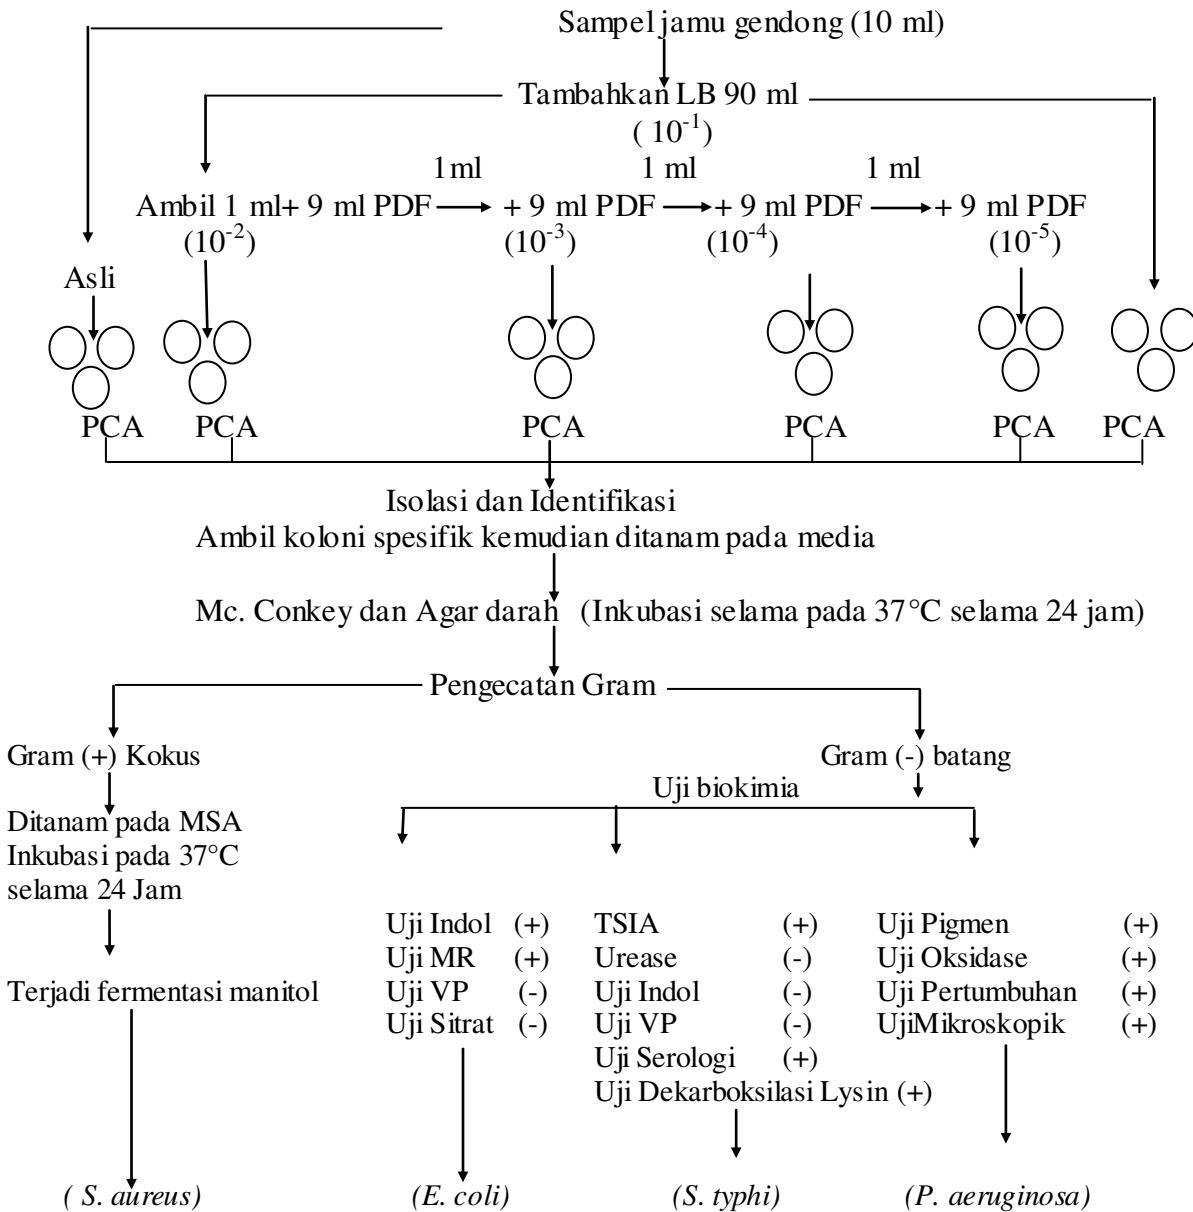 Sampel jamu gendong (10 ml)
Tambahkan LB 90 ml
( 10⁻¹)
1ml 1 ml 1 ml
Ambil 1 ml+ 9 ml PDF + 9 ml PDF + 9 ml PDF + 9 ml PDF
(10⁻²) (10⁻³) (10⁻⁴) (10⁻⁵)
Asli
PCA PCA PCA PCA PCA PCA
Isolasi dan Identifikasi
Ambil koloni spesifik kemudian ditanam pada media
Mc. Conkey dan Agar darah (Inkubasi selama pada 37°C selama 24 jam)
Pengecatan Gram
Gram (+) Kokus Gram (-) batang
Uji biokimia
Ditanam pada MSA
Inkubasi pada 37°C
selama 24 Jam
Terjadi fermentasi manitol
Uji Indol (+)
Uji MR (+)
Uji VP (-)
Uji Sitrat (-)
TSIA (+)
Urease (-)
Uji Indol (-)
Uji VP (-)
Uji Serologi (+)
Uji Dekarboksilasi Lysin (+)
Uji Pigmen (+)
Uji Oksidase (+)
Uji Pertumbuhan (+)
UjiMikroskopik (+)
( S. aureus) (E. coli) (S. typhi) (P. aeruginosa)